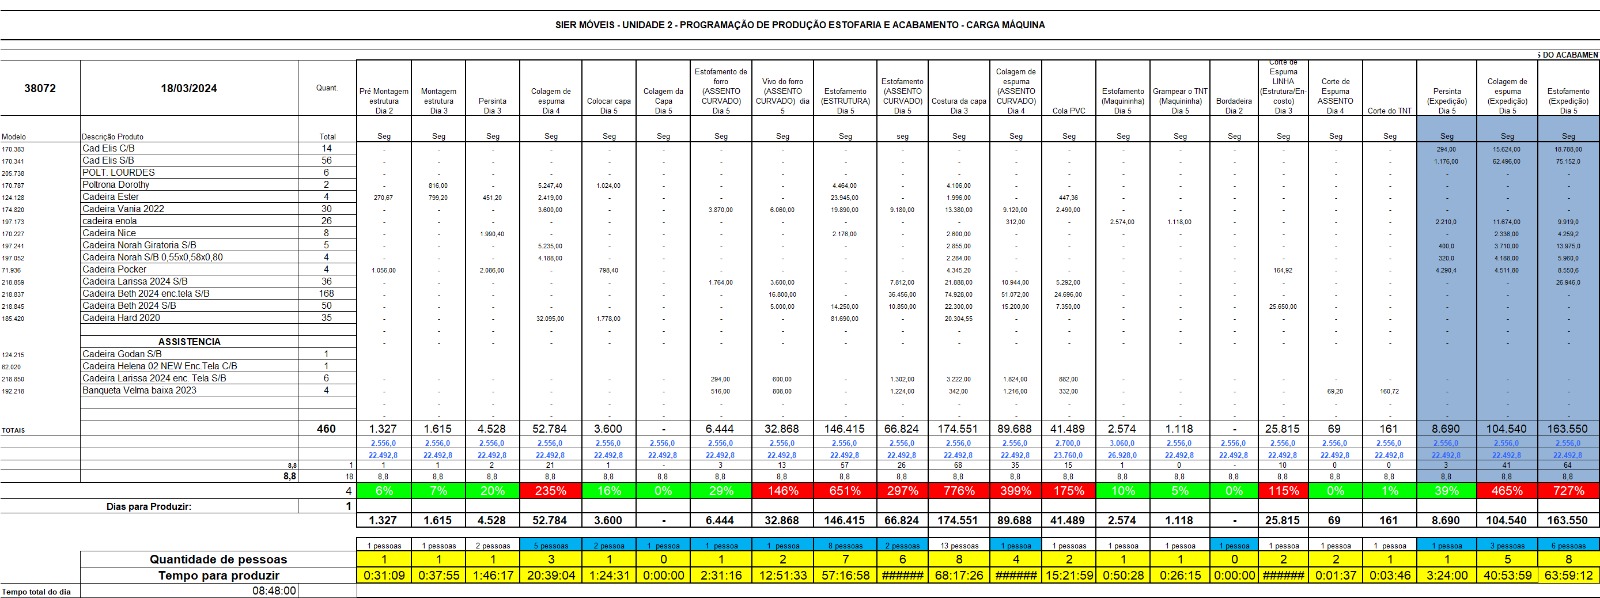 SIER MÓVEIS - UNIDADE 2 - PROGRAMAÇÃO DE PRODUÇÃO ESTOFARIA E ACABAMENTO - CARGA MÁQUINA
DO ACABAMEN
38072 18/03/2024 Quant. Pré Montagem estrutura Dia 2 Montagem estrutura Dia 3 Persinta Dia 3 Colagem de espuma Dia 4 Colocar capa Dia 5 Colagem da Capa Dia 5 Estofamento de forro (ASSENTO CURVADO) Dia 5 Vivo do forro (ASSENTO CURVADO) dia 5 Estofamento (ESTRUTURA) Dia 5 Estofamento (ASSENTO CURVADO) Dia 5 Costura da capa Dia 3 Colagem de espuma (ASSENTO CURVADO) Dia 4 Cola PVC Estofamento (Maquininha) Dia 5 Grampear o TNT (Maquininha) Dia 5 Bordadeira Dia 2 Corte de Espuma LINHA (Estrutura/Encosto) Dia 3 Corte de Espuma ASSENTO Dia 4 Corte do TNT Persinta (Expedição) Dia 5 Colagem de espuma (Expedição) Dia 5 Estofamento (Expedição) Dia 5
Modelo Descrição Produto Total Seg Seg Seg Seg Seg Seg Seg Seg Seg Seg Seg Seg Seg Seg Seg Seg Seg Seg Seg Seg Seg Seg
170.383 Cad Elis C/B 14 - - - - - - - - - - - - - - - - - - - 294,00 15.624,00 18.788,00
170.341 Cad Elis S/B 56 - - - - - - - - - - - - - - - - - - - 1.176,00 62.496,00 75.152,0
205.738 POLT. LOURDES 6
170.787 Poltrona Dorothy 2 - 816,00 - 5.247,40 1.024,00 - - - 4.464,00 - 4.106,00 - - - - - - - - - - -
124.128 Cadeira Ester 4 270,67 799,20 451,20 2.419,00 - - - - 23.945,00 - 1.996,00 - 447,36 - - - - - - - - -
174.820 Cadeira Vania 2022 30 - - - 3.600,00 - - 3.870,00 6.060,00 19.890,00 9.180,00 13.380,00 9.120,00 2.490,00 - - - - - - - - -
197.173 cadeira enola 26 - - - - - - - - - - - 312,00 - 2.574,00 1.118,00 - - - - 2.210,0 11.674,00 9.919,0
170.227 Cadeira Nice 8 - - 1.990,40 - - - - - 2.176,00 - 2.600,00 - - - - - - - - - 2.338,00 4.259,2
197.241 Cadeira Norah Giratoria S/B 5 - - - 5.235,00 - - - - - - 2.855,00 - - - - - - - - 400,0 3.710,00 13.975,0
197.052 Cadeira Norah S/B 0,55x0,58x0,80 4 - - - 4.188,00 - - - - - - 2.284,00 - - - - - - - - 320,0 4.188,00 5.960,0
71.936 Cadeira Pocker 4 1.056,00 - 2.086,00 - 798,40 - - - - - 4.345,20 - - - - - 164,92 - - 4.290,4 4.511,80 8.550,6
218.859 Cadeira Larissa 2024 S/B 36 - - - - - - 1.764,00 3.600,00 - 7.812,00 21.888,00 10.944,00 5.292,00 - - - - - - - - 26.946,0
218.837 Cadeira Beth 2024 enc.tela S/B 168 - - - - - - - 16.800,00 - 36.456,00 74.928,00 51.072,00 24.696,00 - - - - - - - - -
218.845 Cadeira Beth 2024 S/B 50 - - - - - - - 5.000,00 14.250,00 10.850,00 22.300,00 15.200,00 7.350,00 - - - 25.650,00 - - - - -
185.420 Cadeira Hard 2020 35 - - - 32.095,00 1.778,00 - - - 81.690,00 - 20.304,55 - - - - - - - - - - -
ASSISTENCIA
124.215 Cadeira Godan S/B 1
82.020 Cadeira Helena 02 NEW Enc.Tela C/B 1
218.850 Cadeira Larissa 2024 enc. Tela S/B 6 - - - - - - 294,00 600,00 - 1.302,00 3.222,00 1.824,00 882,00 - - - - - - - - -
192.218 Banqueta Velma baixa 2023 4 - - - - - - 516,00 808,00 - 1.224,00 342,00 1.216,00 332,00 - - - - 69,20 160,72 - - -
TOTAIS 460 1.327 1.615 4.528 52.784 3.600 - 6.444 32.868 146.415 66.824 174.551 89.688 41.489 2.574 1.118 - 25.815 69 161 8.690 104.540 163.550
2.556,0 2.556,0 2.556,0 2.556,0 2.556,0 2.556,0 2.556,0 2.556,0 2.556,0 2.556,0 2.556,0 2.556,0 2.700,0 3.060,0 2.556,0 2.556,0 2.556,0 2.556,0 2.556,0 2.556,0 2.556,0 2.556,0
22.492,8 22.492,8 22.492,8 22.492,8 22.492,8 22.492,8 22.492,8 22.492,8 22.492,8 22.492,8 22.492,8 22.492,8 23.760,0 26.928,0 22.492,8 22.492,8 22.492,8 22.492,8 22.492,8 22.492,8 22.492,8 22.492,8
8,8 1 1 1 2 21 1 - 3 13 57 26 68 35 15 1 0 - 10 0 0 3 41 64
8,8 18 8,8 8,8 8,8 8,8 8,8 8,8 8,8 8,8 8,8 8,8 8,8 8,8 8,8 8,8 8,8 8,8 8,8 8,8 8,8 8,8 8,8 8,8
4 6% 7% 20% 235% 16% 0% 29% 146% 651% 297% 776% 399% 175% 10% 5% 0% 115% 0% 1% 39% 465% 727%
Dias para Produzir: 1
1.327 1.615 4.528 52.784 3.600 - 6.444 32.868 146.415 66.824 174.551 89.688 41.489 2.574 1.118 - 25.815 69 161 8.690 104.540 163.550
1 pessoas 1 pessoas 2 pessoas 5 pessoas 2 pessoas 1 pessoas 1 pessoas 1 pessoas 8 pessoas 2 pessoas 13 pessoas 1 pessoas 1 pessoas 1 pessoas 1 pessoas 1 pessoas 1 pessoas 1 pessoas 1 pessoas 1 pessoas 3 pessoas 6 pessoas
Quantidade de pessoas 1 1 1 3 1 0 1 2 7 6 8 4 2 1 1 0 2 2 1 1 5 8
Tempo para produzir 0:31:09 0:37:55 1:46:17 20:39:04 1:24:31 0:00:00 2:31:16 12:51:33 57:16:58 ###### 68:17:26 ###### 15:21:59 0:50:28 0:26:15 0:00:00 ###### 0:01:37 0:03:46 3:24:00 40:53:59 63:59:12
Tempo total do dia 08:48:00